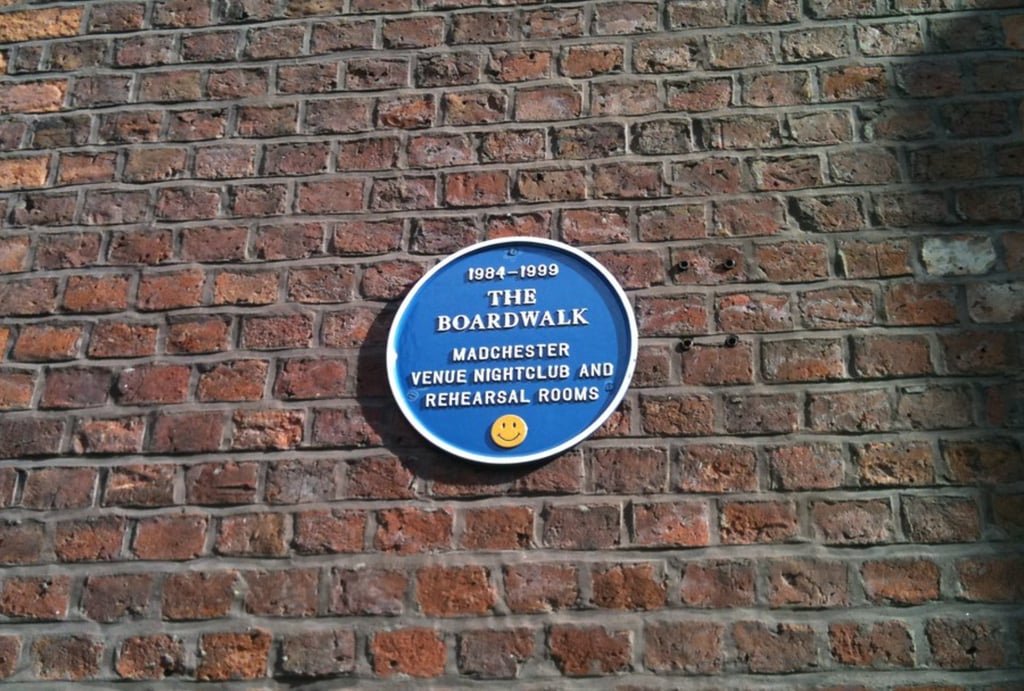 1984-1999
THE
BOARDWALK
MADCHESTER
VENUE NIGHTCLUB AND
REHEARSAL ROOMS